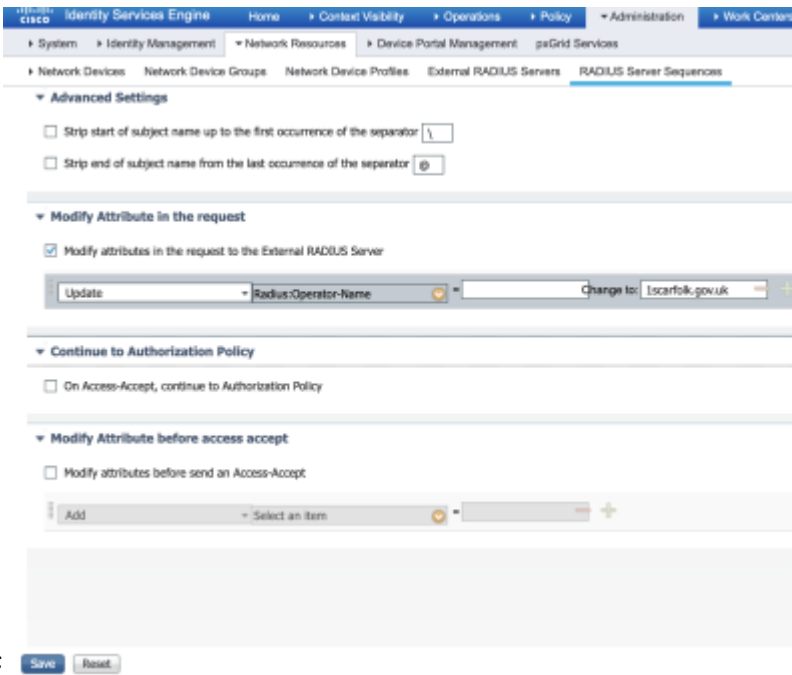 cisco Identity Services Engine Home Context Visibility Operations Policy Administration Work Centers
System Identity Management Network Resources Device Portal Management pxGrid Services
Network Devices Network Device Groups Network Device Profiles External RADIUS Servers RADIUS Server Sequences
Advanced Settings
Strip start of subject name up to the first occurrence of the separator \
Strip end of subject name from the last occurrence of the separator @
Modify Attribute in the request
Modify attributes in the request to the External RADIUS Server
Update Radius:Operator-Name = Change to: 1scarfolk.gov.uk
Continue to Authorization Policy
On Access-Accept, continue to Authorization Policy
Modify Attribute before access accept
Modify attributes before send an Access-Accept
Add Select an item =
: Save Reset